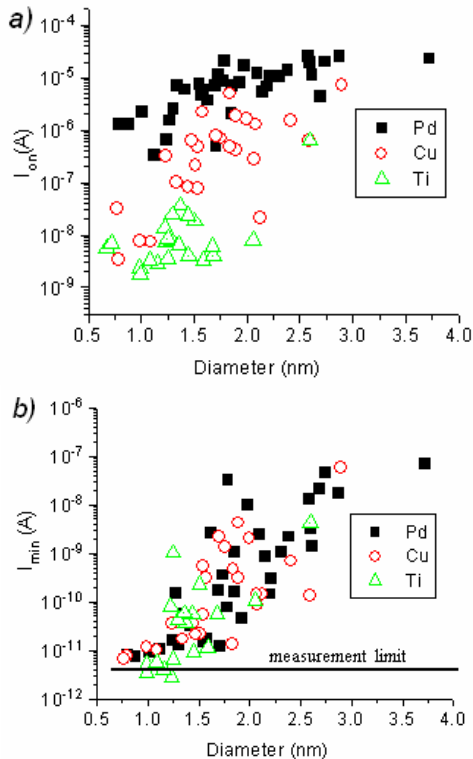 a)
10⁻⁴
10⁻⁵
10⁻⁶
10⁻⁷
10⁻⁸
10⁻⁹
I_on(A)
Pd
Cu
Ti
0.5 1.0 1.5 2.0 2.5 3.0 3.5 4.0
Diameter (nm)
b)
10⁻⁶
10⁻⁷
10⁻⁸
10⁻⁹
10⁻¹⁰
10⁻¹¹
10⁻¹²
I_min (A)
Pd
Cu
Ti
measurement limit
0.5 1.0 1.5 2.0 2.5 3.0 3.5 4.0
Diameter (nm)